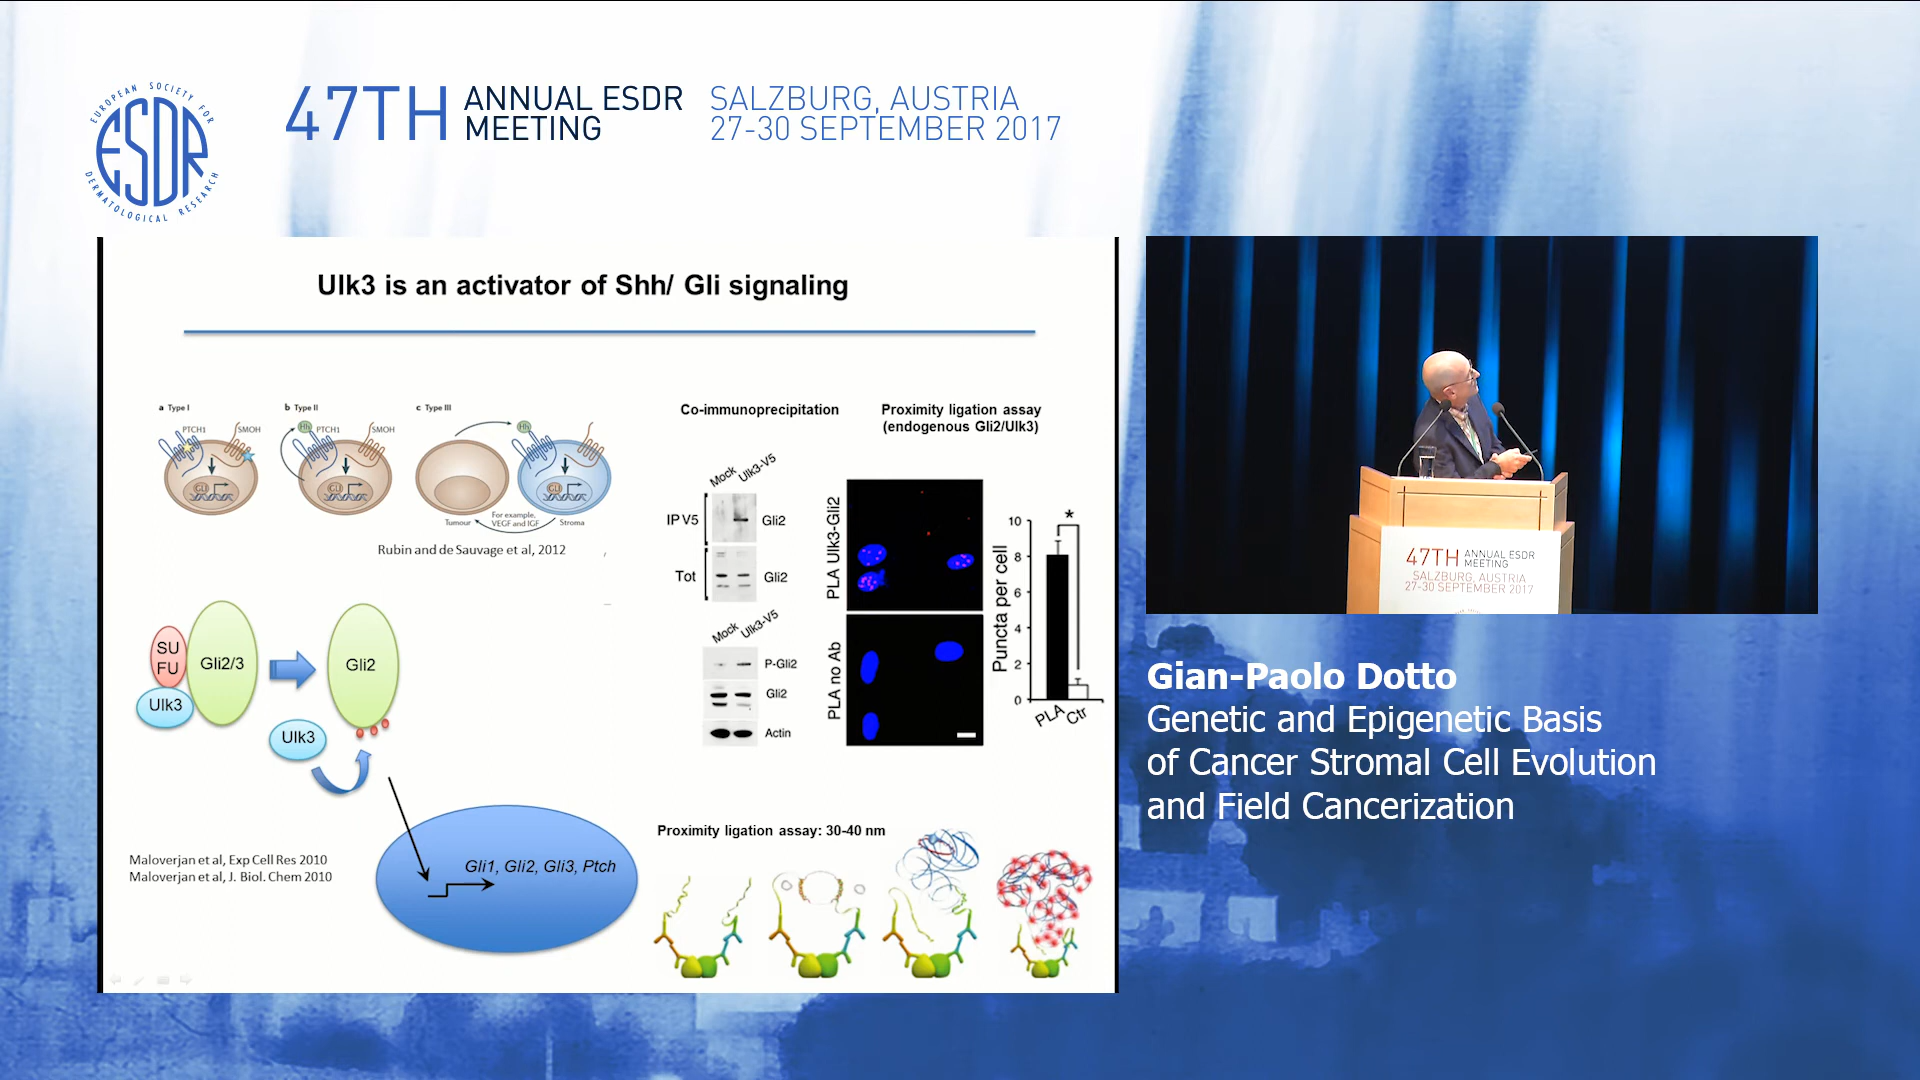 EUROPEAN SOCIETY FOR
ESDR
DERMATOLOGICAL RESEARCH
47TH ANNUAL ESDR MEETING
SALZBURG, AUSTRIA
27-30 SEPTEMBER 2017
Ulk3 is an activator of Shh/ Gli signaling
a Type I
b Type II
c Type III
PTCH1
SMOH
Hh
PTCH1
SMOH
Hh
GLI
GLI
GLI
For example,
VEGF and IGF
Tumour
Stroma
Rubin and de Sauvage et al, 2012
SU
FU
Gli2/3
Ulk3
Gli2
Ulk3
Gli1, Gli2, Gli3, Ptch
Maloverjan et al, Exp Cell Res 2010
Maloverjan et al, J. Biol. Chem 2010
Co-immunoprecipitation
Mock
Ulk3-V5
IP V5
Gli2
Tot
Gli2
Mock
Ulk3-V5
P-Gli2
Gli2
Actin
Proximity ligation assay
(endogenous Gli2/Ulk3)
PLA Ulk3-Gli2
PLA no Ab
Puncta per cell
10
8
6
4
2
0
*
PLA
Ctr
Proximity ligation assay: 30-40 nm
47TH ANNUAL ESDR
MEETING
SALZBURG, AUSTRIA
27-30 SEPTEMBER 2017
Gian-Paolo Dotto
Genetic and Epigenetic Basis
of Cancer Stromal Cell Evolution
and Field Cancerization